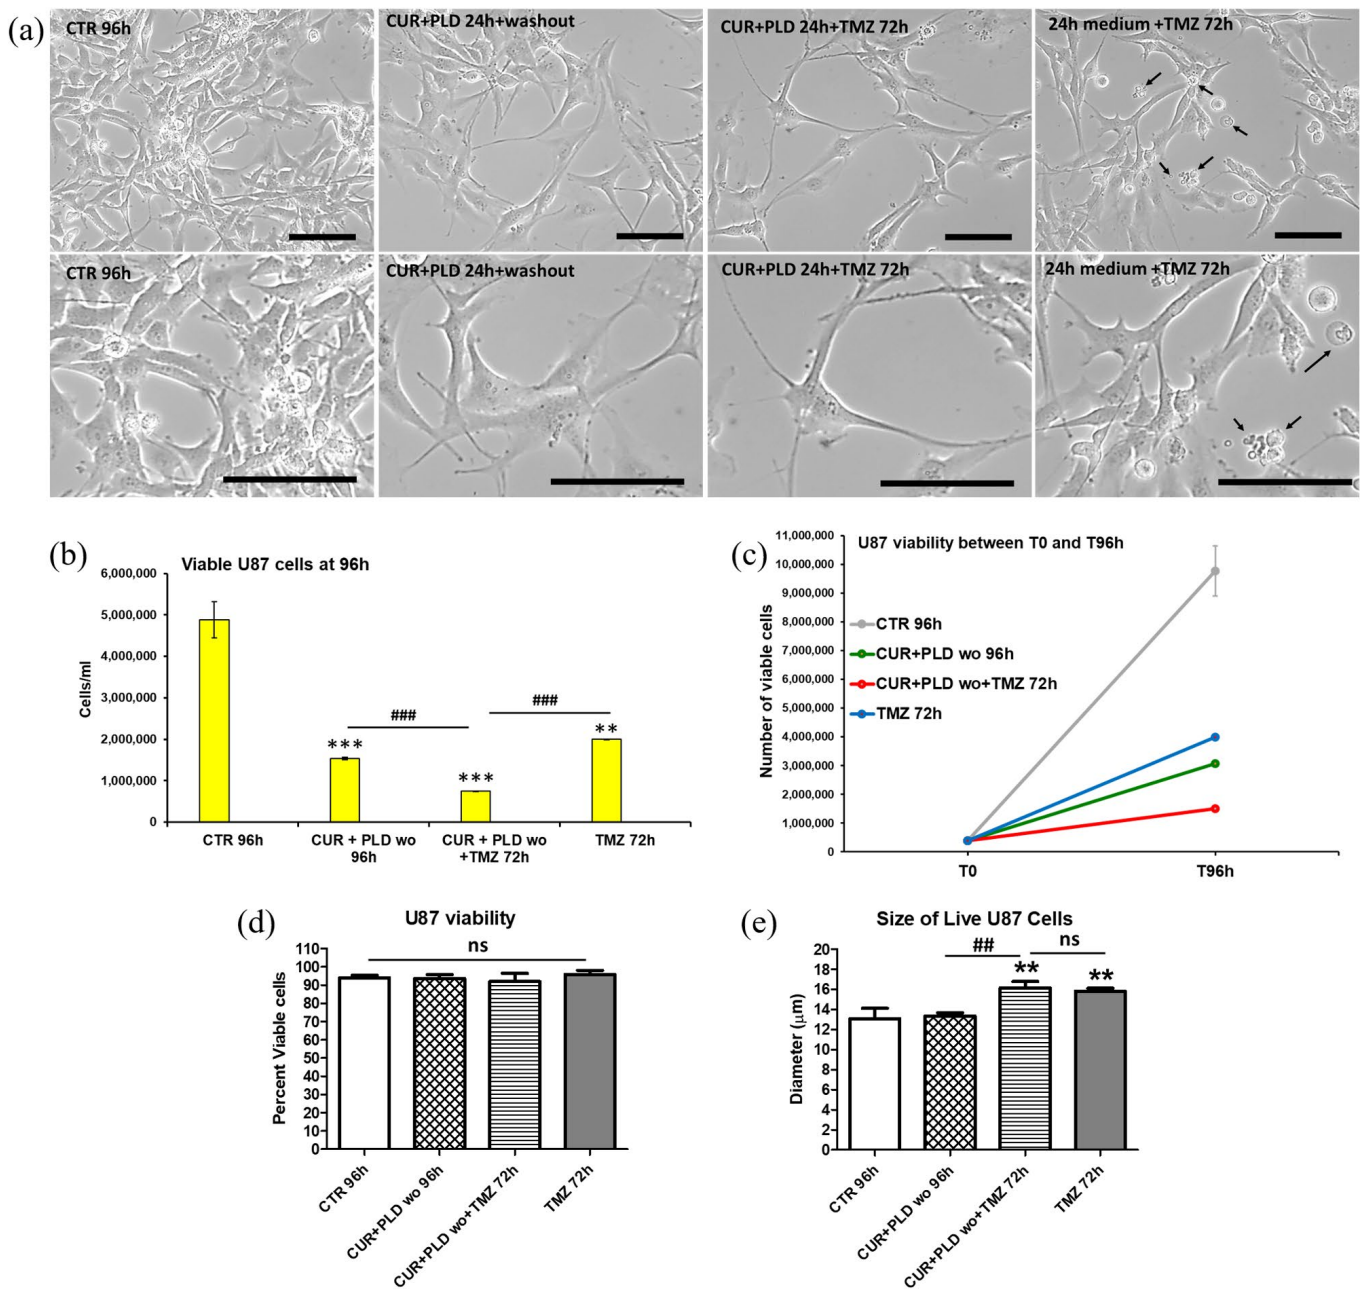 (a)
CTR 96h
CUR+PLD 24h+washout
CUR+PLD 24h+TMZ 72h
24h medium +TMZ 72h
CTR 96h
CUR+PLD 24h+washout
CUR+PLD 24h+TMZ 72h
24h medium +TMZ 72h
(b)
Viable U87 cells at 96h
Cells/ml
6,000,000
5,000,000
4,000,000
3,000,000
2,000,000
1,000,000
0
###
###
***
***
**
CTR 96h
CUR + PLD wo
96h
CUR + PLD wo
+TMZ 72h
TMZ 72h
(c)
U87 viability between T0 and T96h
Number of viable cells
11,000,000
10,000,000
9,000,000
8,000,000
7,000,000
6,000,000
5,000,000
4,000,000
3,000,000
2,000,000
1,000,000
0
CTR 96h
CUR+PLD wo 96h
CUR+PLD wo+TMZ 72h
TMZ 72h
T0
T96h
(d)
U87 viability
Percent Viable cells
110
100
90
80
70
60
50
40
30
20
10
0
ns
CTR 96h
CUR+PLD wo 96h
CUR+PLD wo+TMZ 72h
TMZ 72h
(e)
Size of Live U87 Cells
Diameter (μm)
20
18
16
14
12
10
8
6
4
2
0
##
ns
**
**
CTR 96h
CUR+PLD wo 96h
CUR+PLD wo+TMZ 72h
TMZ 72h